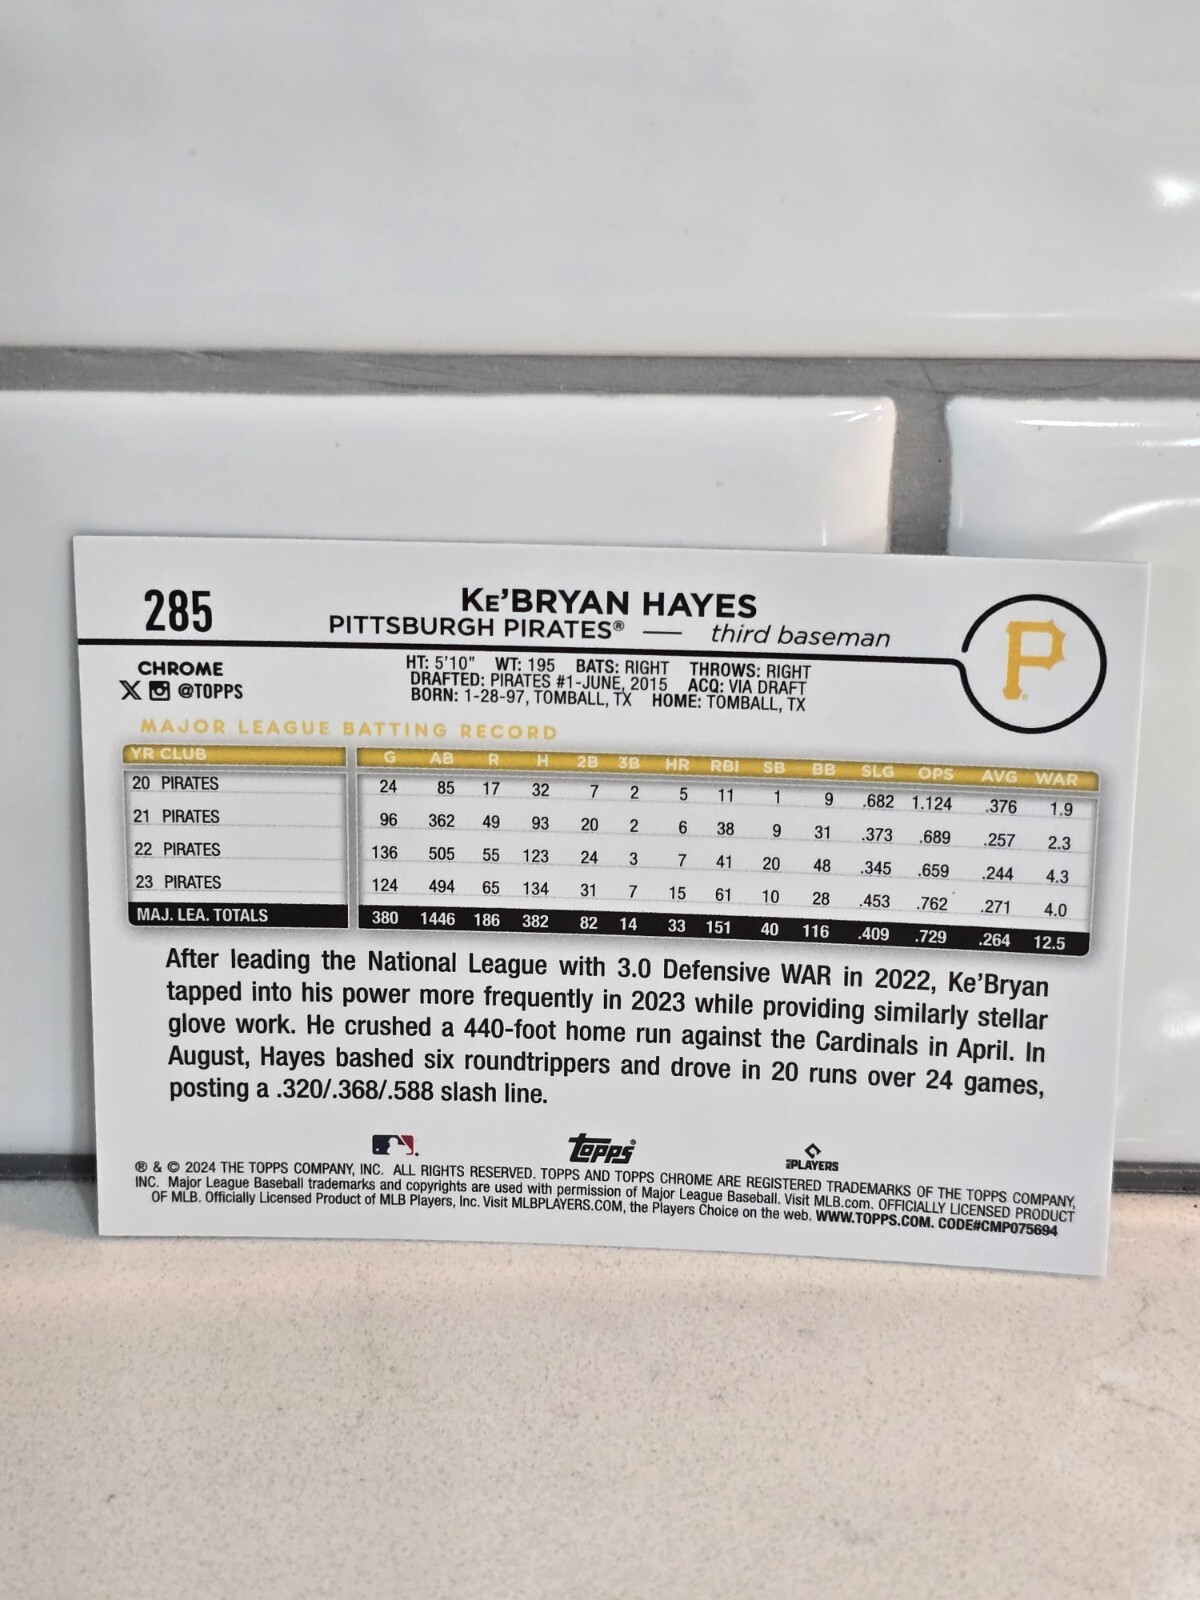 285
KE'BRYAN HAYES
PITTSBURGH PIRATES® — third baseman
P
CHROME
X @TOPPS
HT: 5'10" WT: 195 BATS: RIGHT THROWS: RIGHT
DRAFTED: PIRATES #1-JUNE, 2015 ACQ: VIA DRAFT
BORN: 1-28-97, TOMBALL, TX HOME: TOMBALL, TX
MAJOR LEAGUE BATTING RECORD
YR CLUB G AB R H 2B 3B HR RBI SB BB SLG OPS AVG WAR
20 PIRATES 24 85 17 32 7 2 5 11 1 9 .682 1.124 .376 1.9
21 PIRATES 96 362 49 93 20 2 6 38 9 31 .373 .689 .257 2.3
22 PIRATES 136 505 55 123 24 3 7 41 20 48 .345 .659 .244 4.3
23 PIRATES 124 494 65 134 31 7 15 61 10 28 .453 .762 .271 4.0
MAJ. LEA. TOTALS 380 1446 186 382 82 14 33 151 40 116 .409 .729 .264 12.5
After leading the National League with 3.0 Defensive WAR in 2022, Ke'Bryan
tapped into his power more frequently in 2023 while providing similarly stellar
glove work. He crushed a 440-foot home run against the Cardinals in April. In
August, Hayes bashed six roundtrippers and drove in 20 runs over 24 games,
posting a .320/.368/.588 slash line.
Topps®
PLAYERS
® & © 2024 THE TOPPS COMPANY, INC. ALL RIGHTS RESERVED. TOPPS AND TOPPS CHROME ARE REGISTERED TRADEMARKS OF THE TOPPS COMPANY,
INC. Major League Baseball trademarks and copyrights are used with permission of Major League Baseball. Visit MLB.com. OFFICIALLY LICENSED PRODUCT
OF MLB. Officially Licensed Product of MLB Players, Inc. Visit MLBPLAYERS.COM, the Players Choice on the web. WWW.TOPPS.COM. CODE#CMP075694